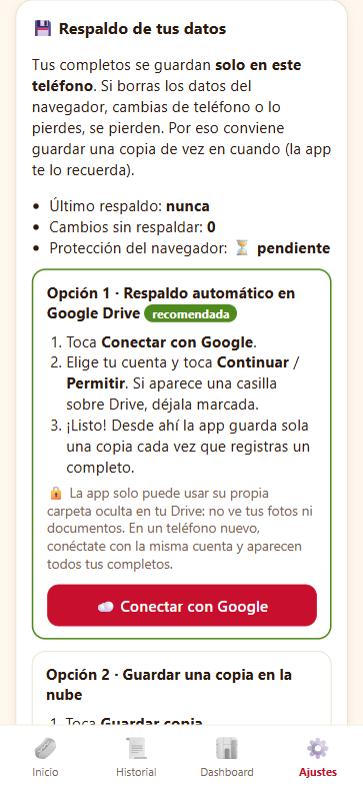 Respaldo de tus datos
Tus completos se guardan solo en este
teléfono. Si borras los datos del
navegador, cambias de teléfono o lo
pierdes, se pierden. Por eso conviene
guardar una copia de vez en cuando (la app
te lo recuerda).
• Último respaldo: nunca
• Cambios sin respaldar: 0
• Protección del navegador: ⏳ pendiente
Opción 1 · Respaldo automático en
Google Drive recomendada
1. Toca Conectar con Google.
2. Elige tu cuenta y toca Continuar /
Permitir. Si aparece una casilla
sobre Drive, déjala marcada.
3. ¡Listo! Desde ahí la app guarda sola
una copia cada vez que registras un
completo.
🔒 La app solo puede usar su propia
carpeta oculta en tu Drive: no ve tus fotos ni
documentos. En un teléfono nuevo,
conéctate con la misma cuenta y aparecen
todos tus completos.
Conectar con Google
Opción 2 · Guardar una copia en la
nube
1. Toca Guardar copia
Inicio
Historial
Dashboard
Ajustes